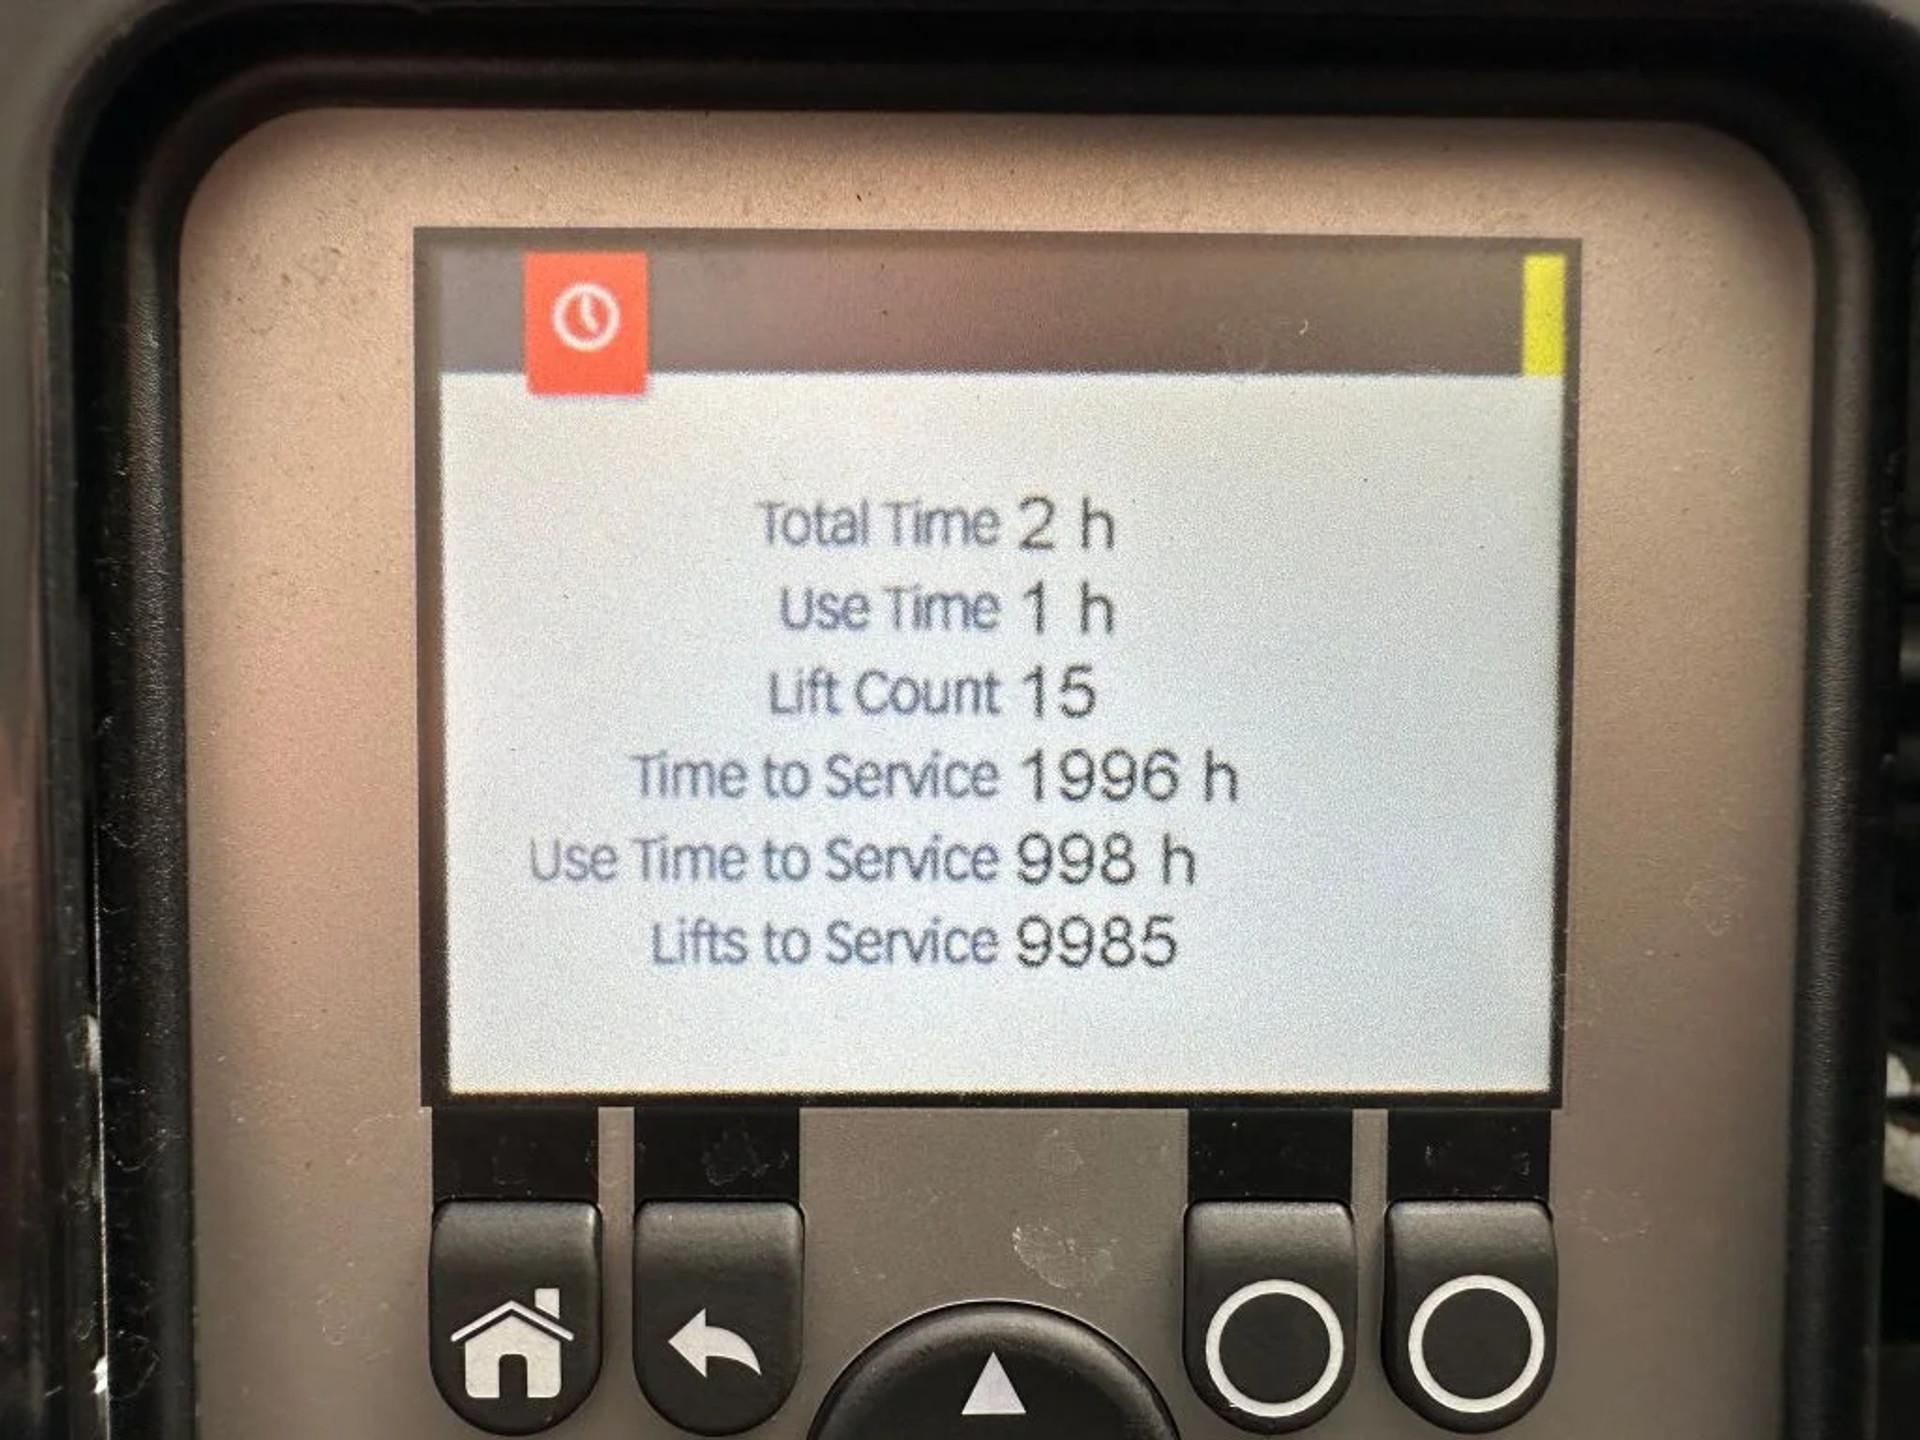 Total Time 2 h
Use Time 1 h
Lift Count 15
Time to Service 1996 h
Use Time to Service 998 h
Lifts to Service 9985